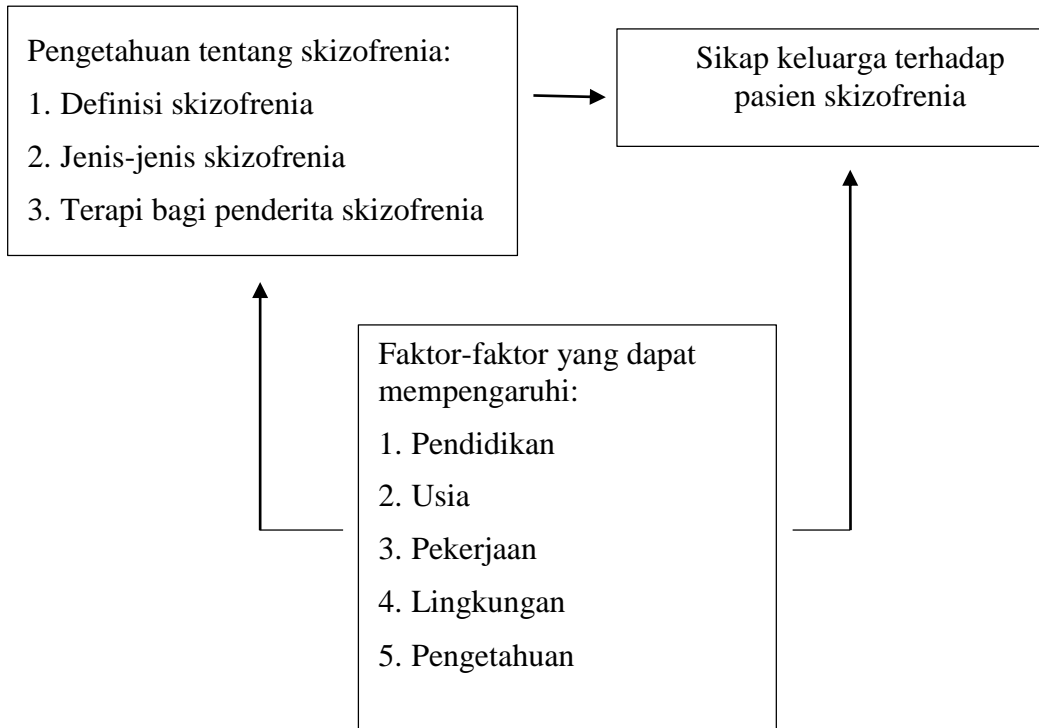 Pengetahuan tentang skizofrenia:
1. Definisi skizofrenia
2. Jenis-jenis skizofrenia
3. Terapi bagi penderita skizofrenia
Sikap keluarga terhadap
pasien skizofrenia
Faktor-faktor yang dapat
mempengaruhi:
1. Pendidikan
2. Usia
3. Pekerjaan
4. Lingkungan
5. Pengetahuan